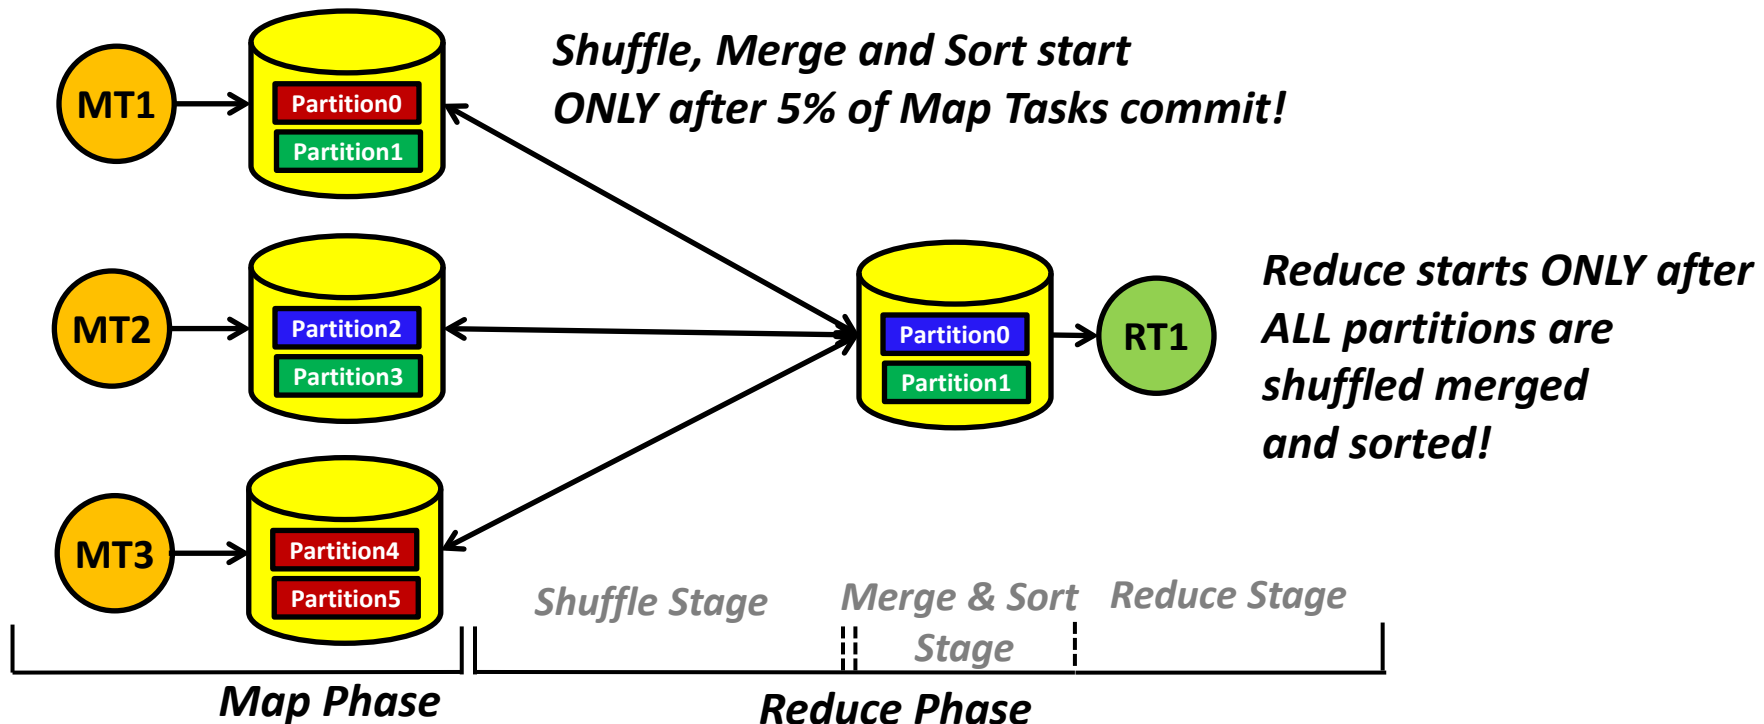 Shuffle, Merge and Sort start
ONLY after 5% of Map Tasks commit!
MT1
Partition0
Partition1
MT2
Partition2
Partition3
MT3
Partition4
Partition5
Partition0
Partition1
RT1
Reduce starts ONLY after
ALL partitions are
shuffled merged
and sorted!
Shuffle Stage
Merge & Sort
Stage
Reduce Stage
Map Phase
Reduce Phase